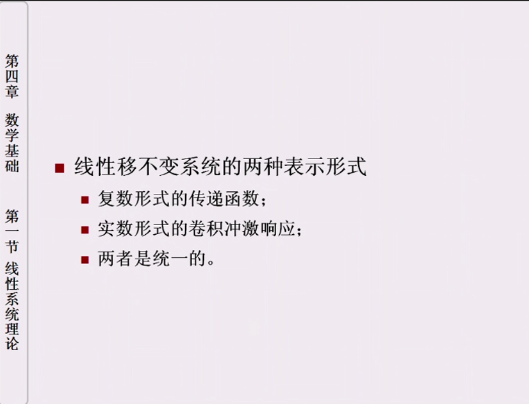 第四章 数学基础 第一节 线性系统理论
线性移不变系统的两种表示形式
复数形式的传递函数；
实数形式的卷积冲激响应；
两者是统一的。